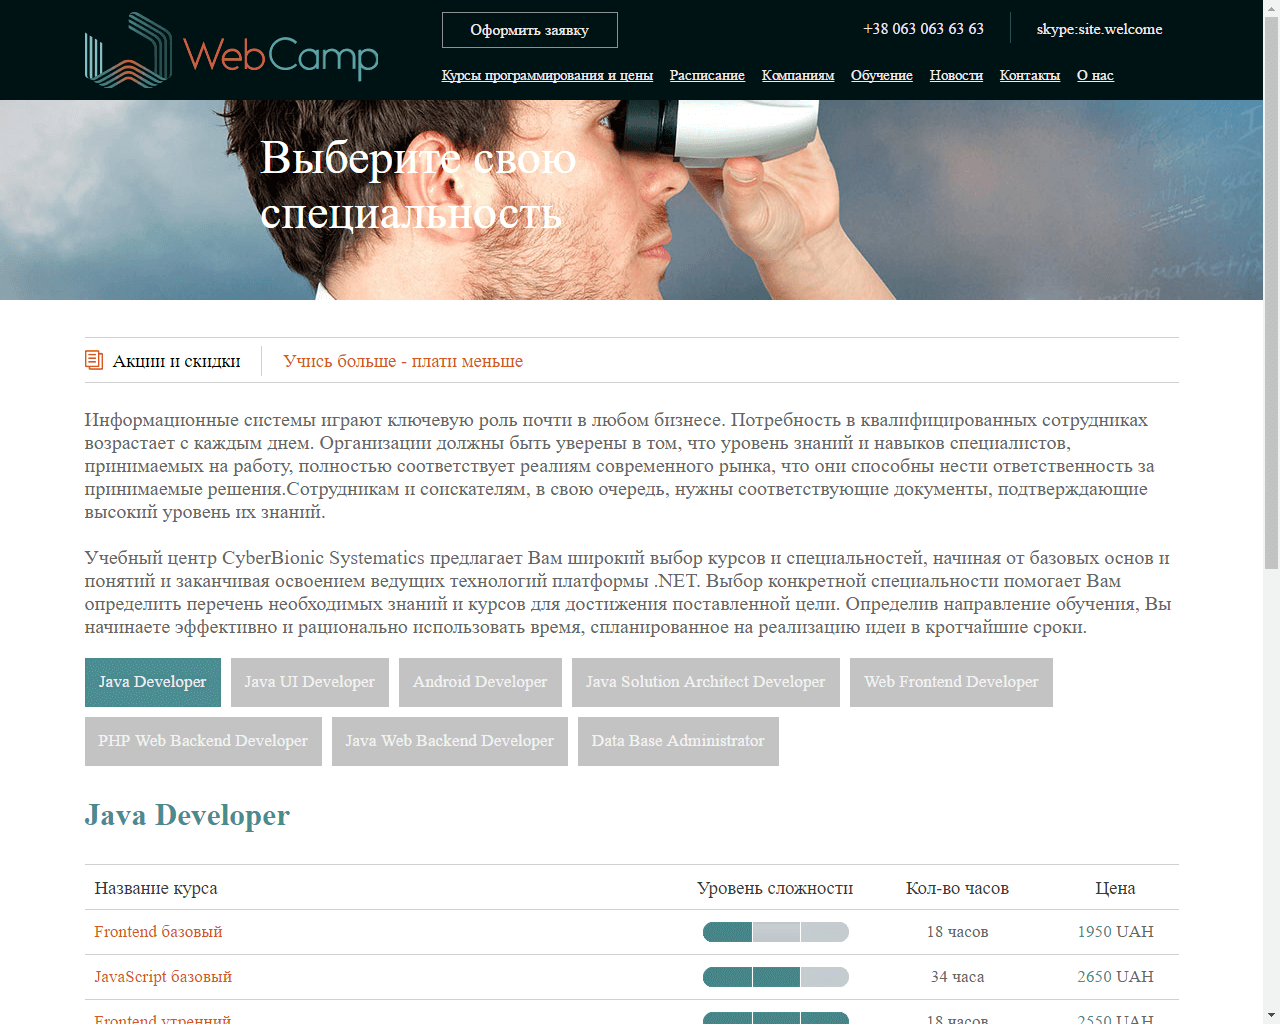 WebCamp
Оформить заявку
+38 063 063 63 63
skype:site.welcome
Курсы программирования и цены Расписание Компаниям Обучение Новости Контакты О нас
Выберите свою
специальность
Акции и скидки
Учись больше - плати меньше
Информационные системы играют ключевую роль почти в любом бизнесе. Потребность в квалифицированных сотрудниках
возрастает с каждым днем. Организации должны быть уверены в том, что уровень знаний и навыков специалистов,
принимаемых на работу, полностью соответствует реалиям современного рынка, что они способны нести ответственность за
принимаемые решения.Сотрудникам и соискателям, в свою очередь, нужны соответствующие документы, подтверждающие
высокий уровень их знаний.
Учебный центр CyberBionic Systematics предлагает Вам широкий выбор курсов и специальностей, начиная от базовых основ и
понятий и заканчивая освоением ведущих технологий платформы .NET. Выбор конкретной специальности помогает Вам
определить перечень необходимых знаний и курсов для достижения поставленной цели. Определив направление обучения, Вы
начинаете эффективно и рационально использовать время, спланированное на реализацию идеи в кротчайшие сроки.
Java Developer Java UI Developer Android Developer Java Solution Architect Developer Web Frontend Developer
PHP Web Backend Developer Java Web Backend Developer Data Base Administrator
Java Developer
Название курса Уровень сложности Кол-во часов Цена
Frontend базовый 18 часов 1950 UAH
JavaScript базовый 34 часа 2650 UAH
Frontend утренний 18 часов 2550 UAH